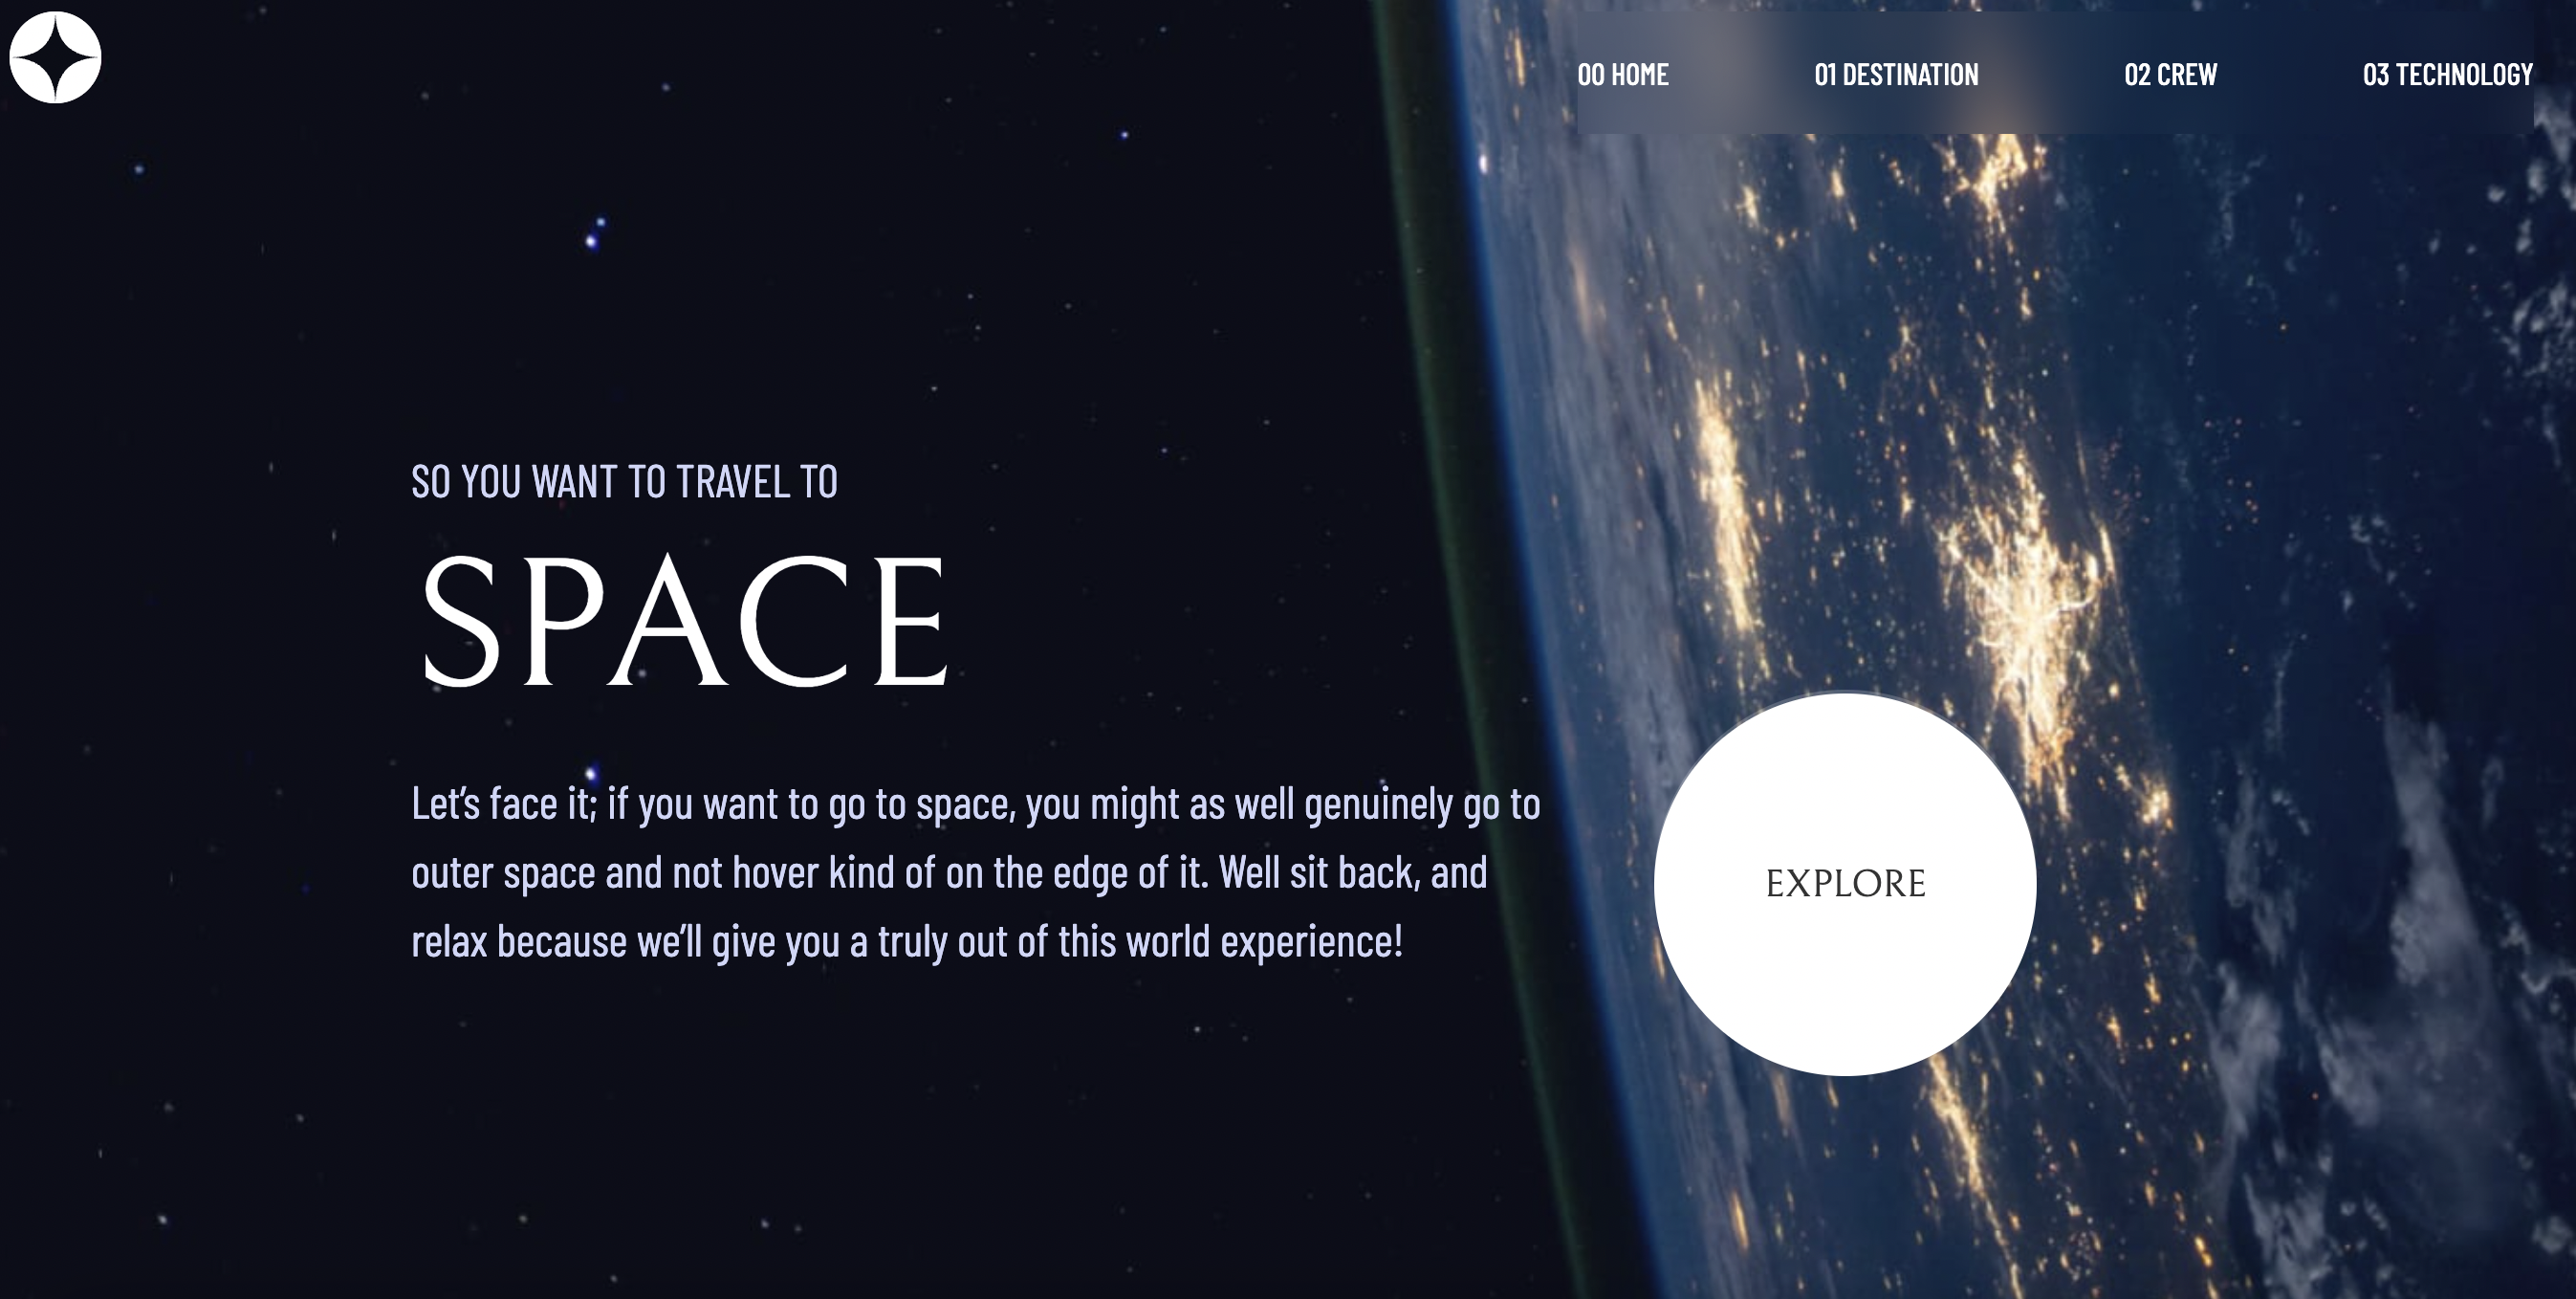 00 HOME
01 DESTINATION
02 CREW
03 TECHNOLOGY
SO YOU WANT TO TRAVEL TO
SPACE
Let’s face it; if you want to go to space, you might as well genuinely go to
outer space and not hover kind of on the edge of it. Well sit back, and
relax because we’ll give you a truly out of this world experience!
EXPLORE